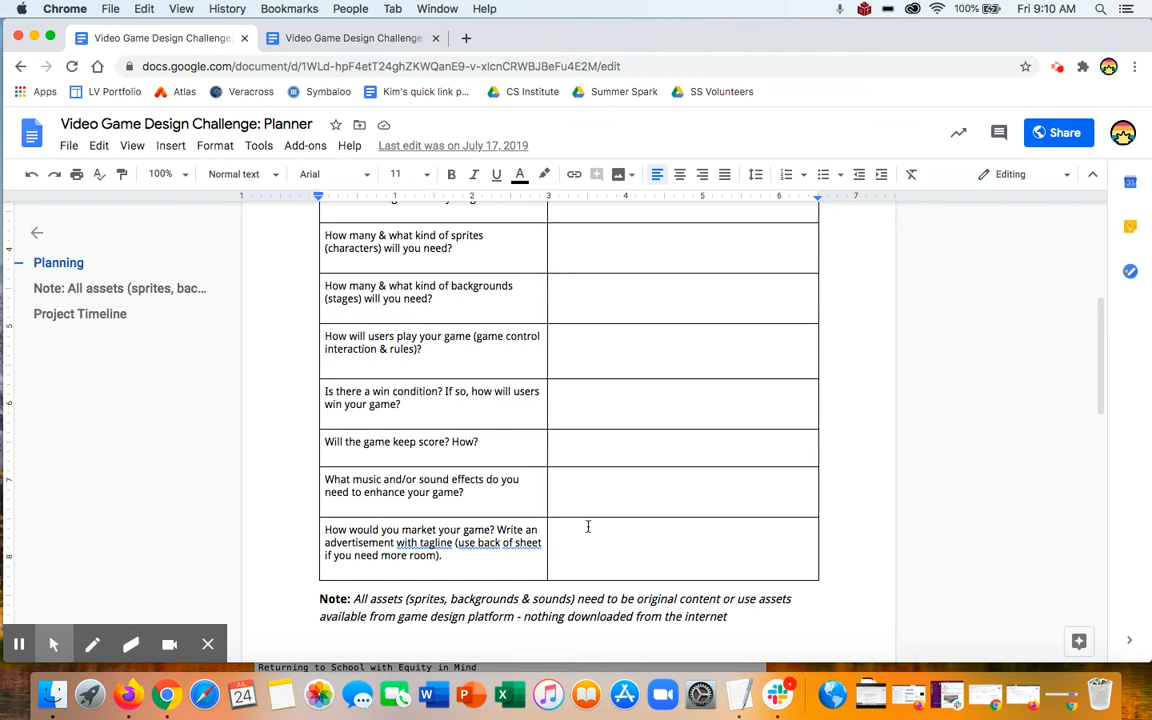 Chrome File Edit View History Bookmarks People Tab Window Help 100% Fri 9:10 AM
Video Game Design Challenge: Video Game Design Challenge:
docs.google.com/document/d/1WLd-hpF4etT24ghZKWQanE9-v-xlcnCRWBJBeFu4E2M/edit
Apps LV Portfolio Atlas Veracross Symbaloo Kim's quick link p... CS Institute Summer Spark SS Volunteers
Video Game Design Challenge: Planner
Share
File Edit View Insert Format Tools Add-ons Help Last edit was on July 17, 2019
100% Normal text Arial 11 B I U A Editing
1 1 2 3 4 5 6 7
Planning
Note: All assets (sprites, bac...
Project Timeline
How many & what kind of sprites
(characters) will you need?
How many & what kind of backgrounds
(stages) will you need?
How will users play your game (game control
interaction & rules)?
Is there a win condition? If so, how will users
win your game?
Will the game keep score? How?
What music and/or sound effects do you
need to enhance your game?
How would you market your game? Write an
advertisement with tagline (use back of sheet
if you need more room).
Note: All assets (sprites, backgrounds & sounds) need to be original content or use assets
available from game design platform - nothing downloaded from the internet
Returning to School with Equity in Mind
JUL
24